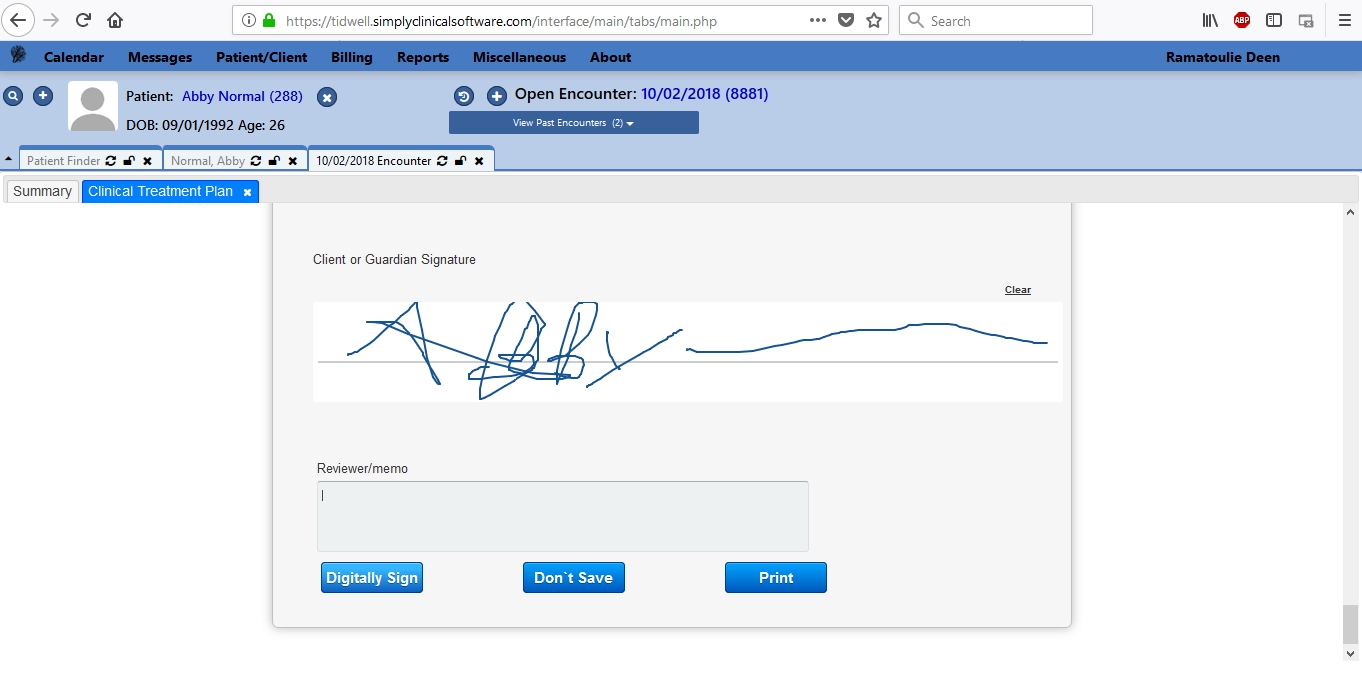 https://tidwell.simplyclinicalsoftware.com/interface/main/tabs/main.php
Search
ABP
Calendar Messages Patient/Client Billing Reports Miscellaneous About Ramatoulie Deen
Patient: Abby Normal (288)
Open Encounter: 10/02/2018 (8881)
DOB: 09/01/1992 Age: 26
View Past Encounters (2)
Patient Finder
Normal, Abby
10/02/2018 Encounter
Summary
Clinical Treatment Plan
Client or Guardian Signature
Clear
Abby
Reviewer/memo
Digitally Sign
Don`t Save
Print